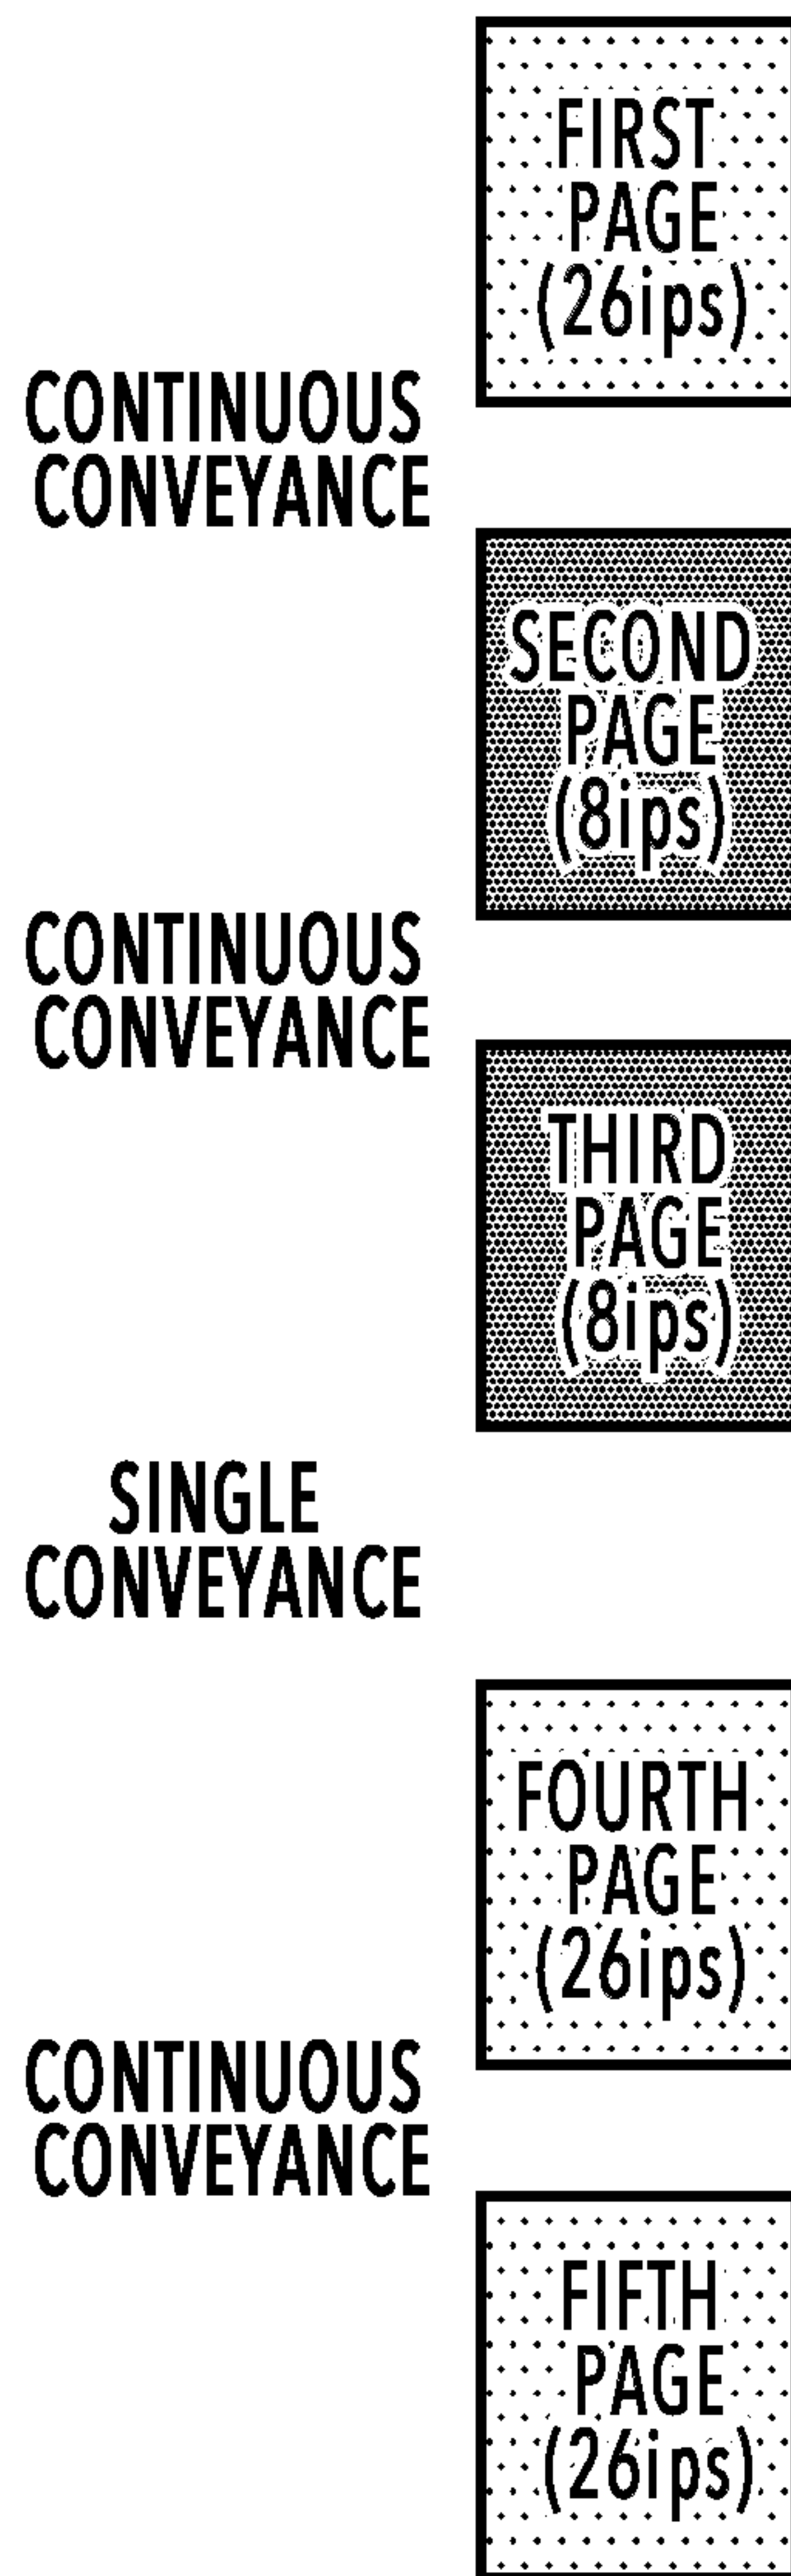 FIRST
PAGE
(26ips)
CONTINUOUS
CONVEYANCE
SECOND
PAGE
(8ips)
CONTINUOUS
CONVEYANCE
THIRD
PAGE
(8ips)
SINGLE
CONVEYANCE
FOURTH
PAGE
(26ips)
CONTINUOUS
CONVEYANCE
FIFTH
PAGE
(26ips)